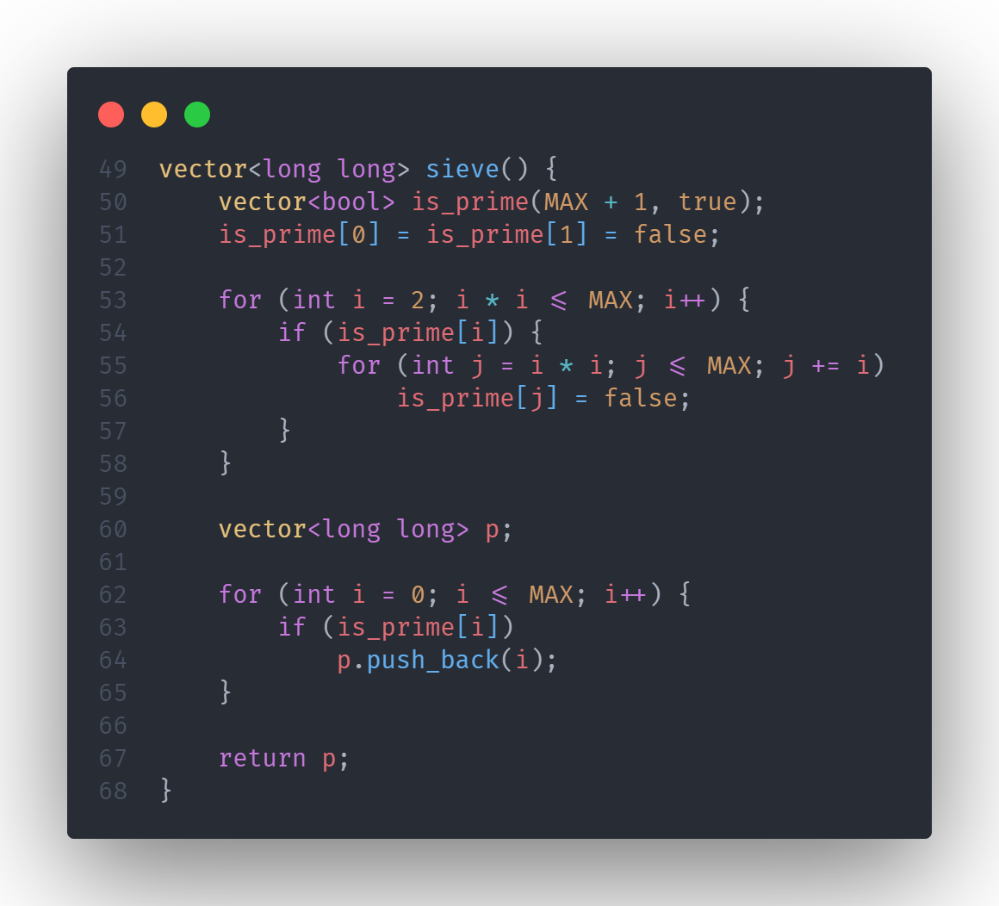 49 vector<long long> sieve() {
50     vector<bool> is_prime(MAX + 1, true);
51     is_prime[0] = is_prime[1] = false;
52
53     for (int i = 2; i * i <= MAX; i++) {
54         if (is_prime[i]) {
55             for (int j = i * i; j <= MAX; j += i)
56                 is_prime[j] = false;
57         }
58     }
59
60     vector<long long> p;
61
62     for (int i = 0; i <= MAX; i++) {
63         if (is_prime[i])
64             p.push_back(i);
65     }
66
67     return p;
68 }